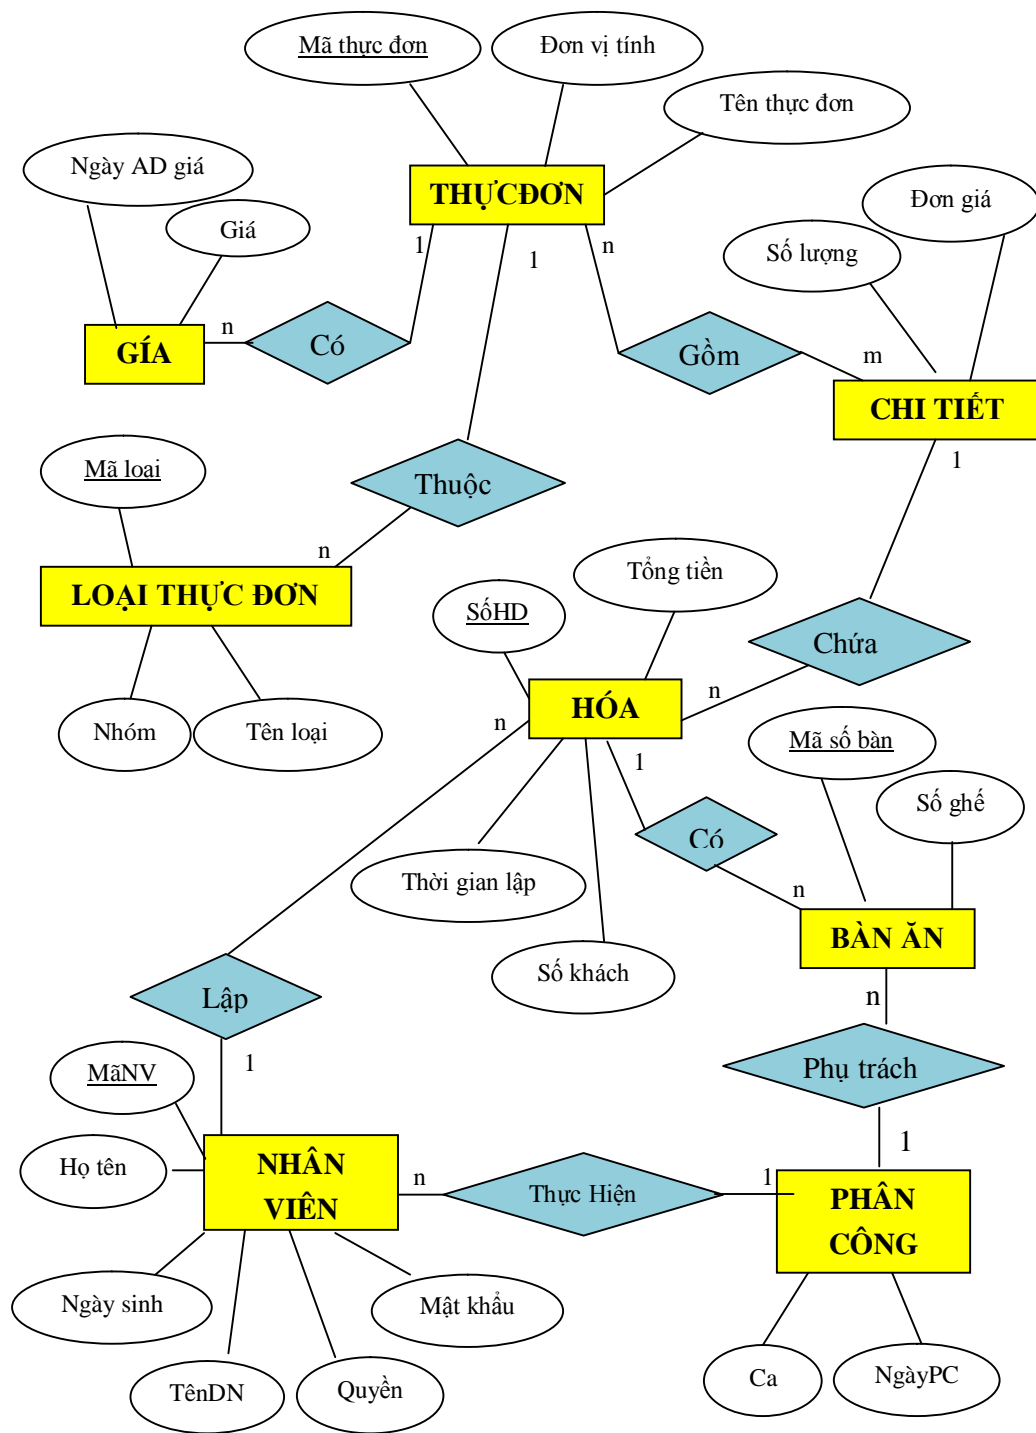 Mã thực đơn
Đơn vị tính
Tên thực đơn
Ngày AD giá
Giá
THỰCĐƠN
Đơn giá
Số lượng
1
1
n
n
GÍA
Có
Gồm
m
CHI TIẾT
1
Mã loại
Thuộc
n
LOẠI THỰC ĐƠN
Tổng tiền
SốHD
Chứa
n
HÓA
n
Nhóm
Tên loại
Mã số bàn
1
Số ghế
Có
Thời gian lập
n
BÀN ĂN
Số khách
Lập
n
1
MãNV
Phụ trách
1
Họ tên
NHÂN
VIÊN
n
Thực Hiện
1
PHÂN
CÔNG
Ngày sinh
Mật khẩu
TênDN
Quyền
Ca
NgàyPC